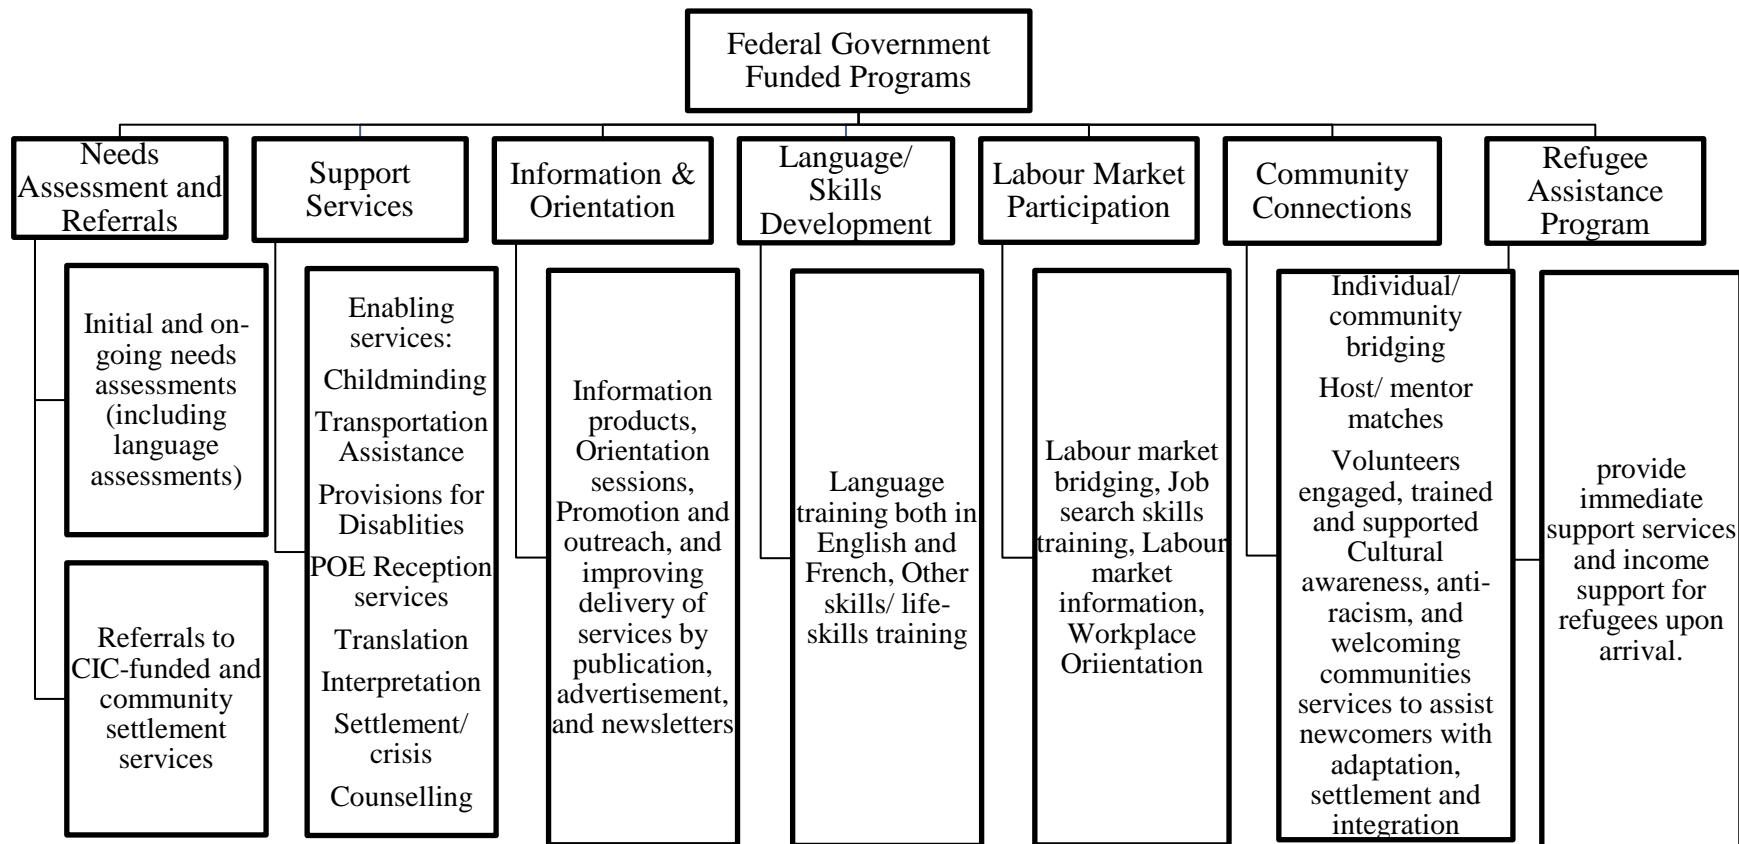 Federal Government
Funded Programs
Needs
Assessment and
Referrals
Support
Services
Information &
Orientation
Language/
Skills
Development
Labour Market
Participation
Community
Connections
Refugee
Assistance
Program
Initial and on-
going needs
assessments
(including
language
assessments)
Referrals to
CIC-funded and
community
settlement
services
Enabling
services:
Childminding
Transportation
Assistance
Provisions for
Disablities
POE Reception
services
Translation
Interpretation
Settlement/
crisis
Counselling
Information
products,
Orientation
sessions,
Promotion and
outreach, and
improving
delivery of
services by
publication,
advertisement,
and newsletters
Language
training both in
English and
French, Other
skills/ life-
skills training
Labour market
bridging, Job
search skills
training, Labour
market
information,
Workplace
Oriientation
Individual/
community
bridging
Host/ mentor
matches
Volunteers
engaged, trained
and supported
Cultural
awareness, anti-
racism, and
welcoming
communities
services to assist
newcomers with
adaptation,
settlement and
integration
provide
immediate
support services
and income
support for
refugees upon
arrival.